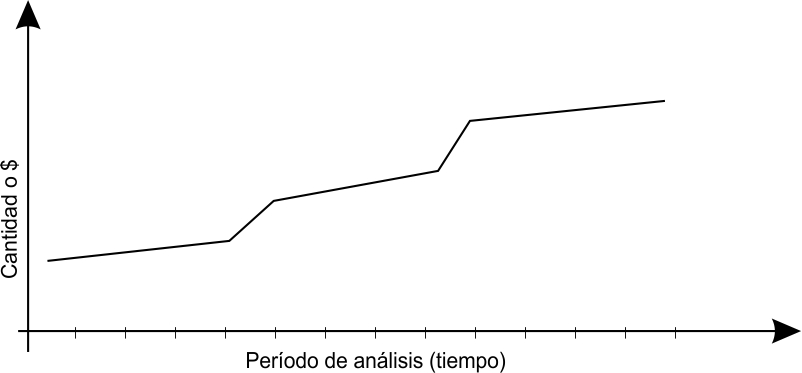 Cantidad o $
Período de análisis (tiempo)